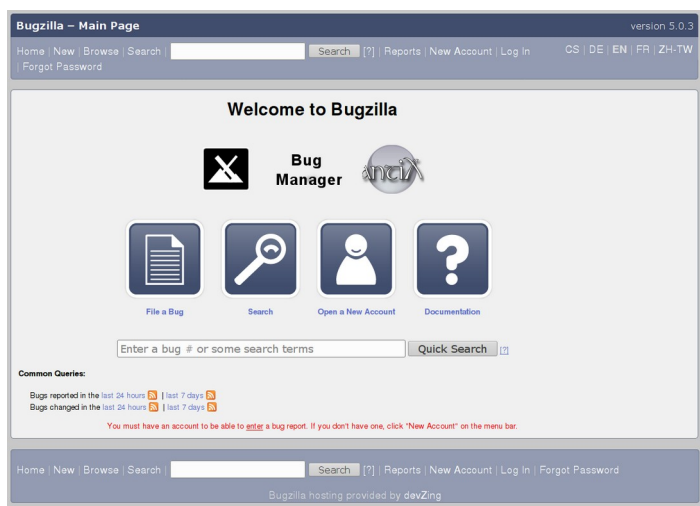 Bugzilla – Main Page
version 5.0.3
Home | New | Browse | Search | Search [?] | Reports | New Account | Log In
| Forgot Password
CS | DE | EN | FR | ZH-TW
Welcome to Bugzilla
Bug
Manager
antiX
File a Bug
Search
Open a New Account
Documentation
Enter a bug # or some search terms
Quick Search [?]
Common Queries:
Bugs reported in the last 24 hours | last 7 days
Bugs changed in the last 24 hours | last 7 days
You must have an account to be able to enter a bug report. If you don't have one, click "New Account" on the menu bar.
Home | New | Browse | Search | Search [?] | Reports | New Account | Log In | Forgot Password
Bugzilla hosting provided by devZing